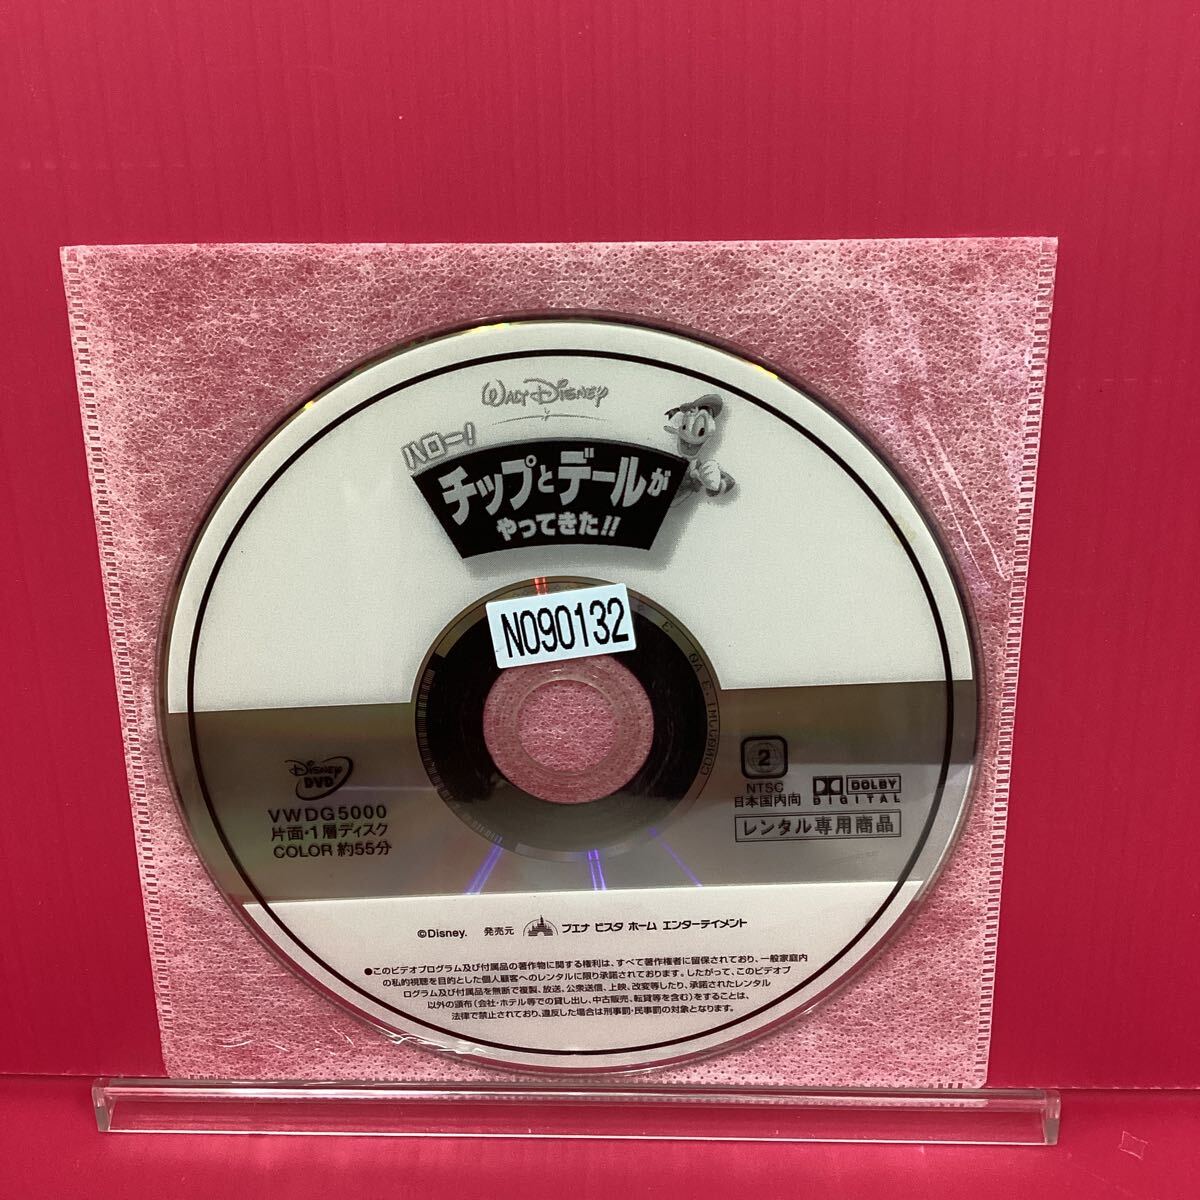 WALT DISNEY
ハロー!
チップとデールが
やってきた!!
N090132
DISNEY
DVD
VWDG5000
片面・1層ディスク
COLOR 約55分
2
NTSC
日本国内向
DOLBY
DIGITAL
レンタル専用商品
©Disney. 発売元 ブエナ ビスタ ホーム エンターテイメント
●このビデオプログラム及び付属品の著作物に関する権利は、すべて著作権者に留保されており、一般家庭内
の私的視聴を目的とした個人顧客へのレンタルに限り承諾されております。したがって、このビデオプ
ログラム及び付属品を無断で複製、放送、公衆送信、上映、改変等したり、承諾されたレンタル
以外の頒布(会社・ホテル等での貸し出し、中古販売、転貸等を含む)をすることは、
法律で禁止されており、違反した場合は刑事罰・民事罰の対象となります。